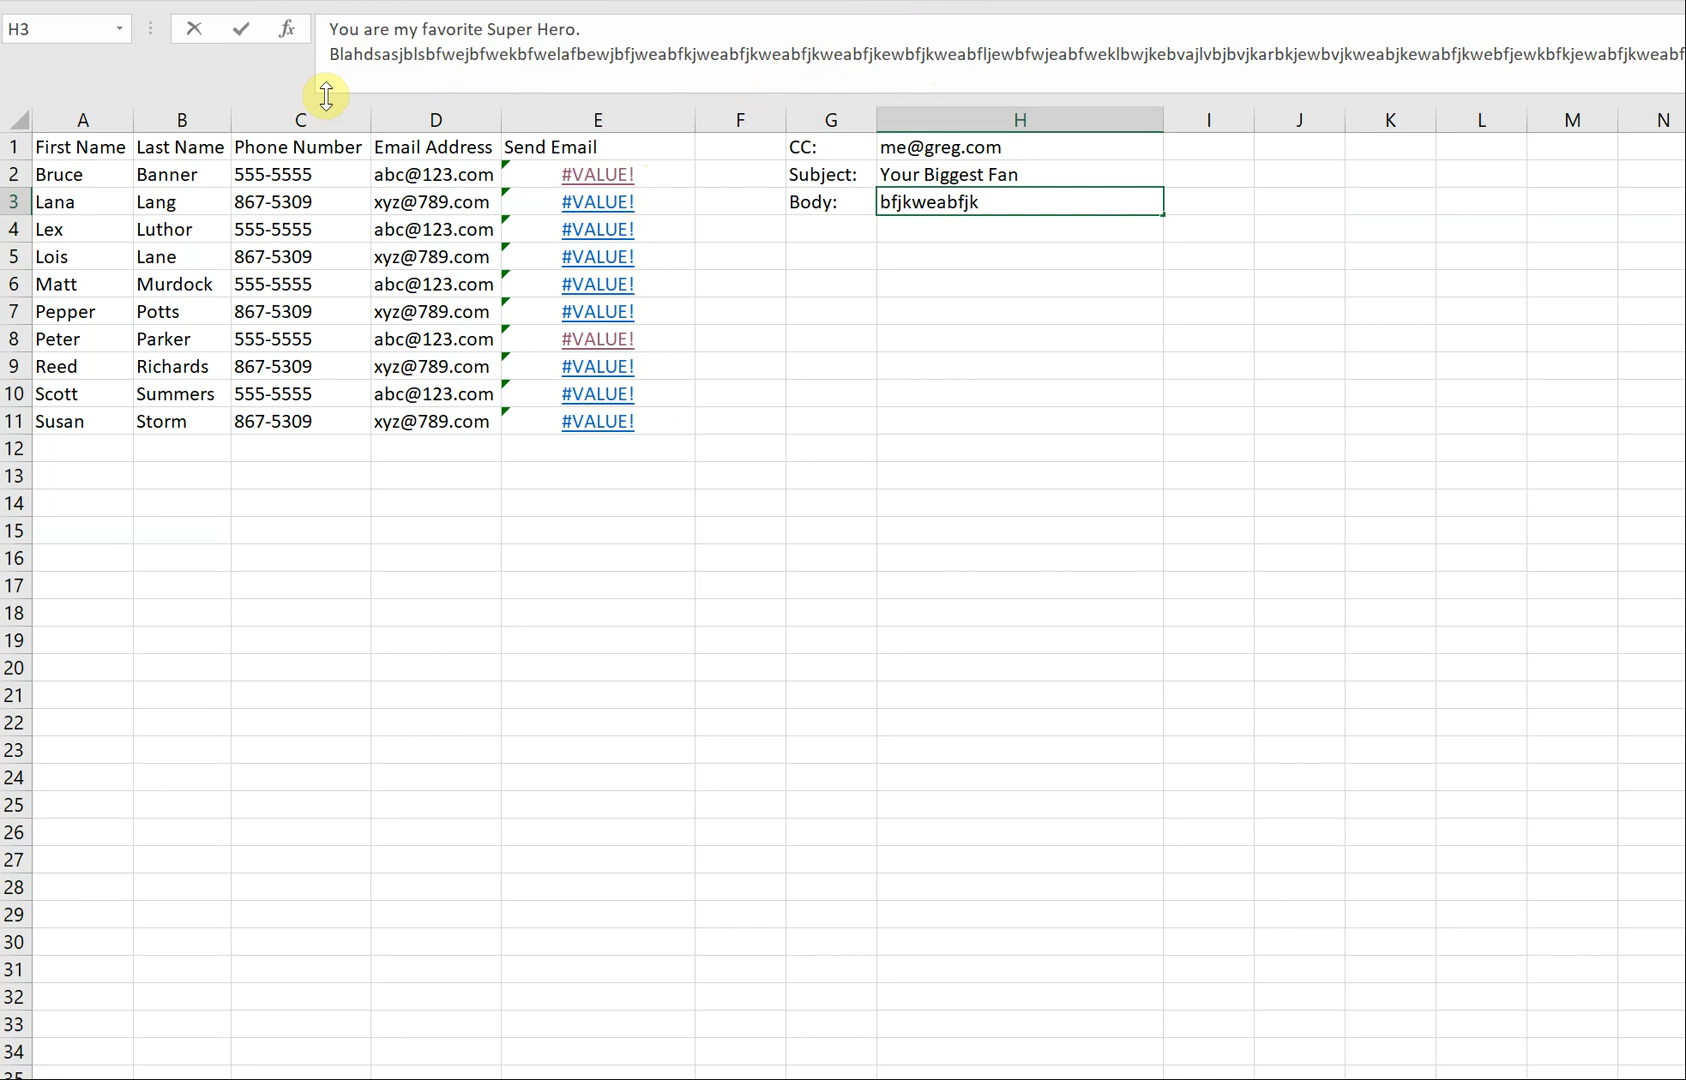 H3
fx
You are my favorite Super Hero.
Blahdsasjblsbfwejbfwekbfwelafbewjbfjweabfkjweabfjkweabfjkweabfjkewbfjkweabfljewbfwjeabfweklbwjkebvajlvbjbvjkarbkjewbvjkweabjkewabfjkwebfjewkbfkjewabfjkweabf
A B C D E F G H I J K L M N
1 First Name Last Name Phone Number Email Address Send Email CC: me@greg.com
2 Bruce Banner 555-5555 abc@123.com #VALUE! Subject: Your Biggest Fan
3 Lana Lang 867-5309 xyz@789.com #VALUE! Body: bfjkweabfjk
4 Lex Luthor 555-5555 abc@123.com #VALUE!
5 Lois Lane 867-5309 xyz@789.com #VALUE!
6 Matt Murdock 555-5555 abc@123.com #VALUE!
7 Pepper Potts 867-5309 xyz@789.com #VALUE!
8 Peter Parker 555-5555 abc@123.com #VALUE!
9 Reed Richards 867-5309 xyz@789.com #VALUE!
10 Scott Summers 555-5555 abc@123.com #VALUE!
11 Susan Storm 867-5309 xyz@789.com #VALUE!
12
13
14
15
16
17
18
19
20
21
22
23
24
25
26
27
28
29
30
31
32
33
34
35